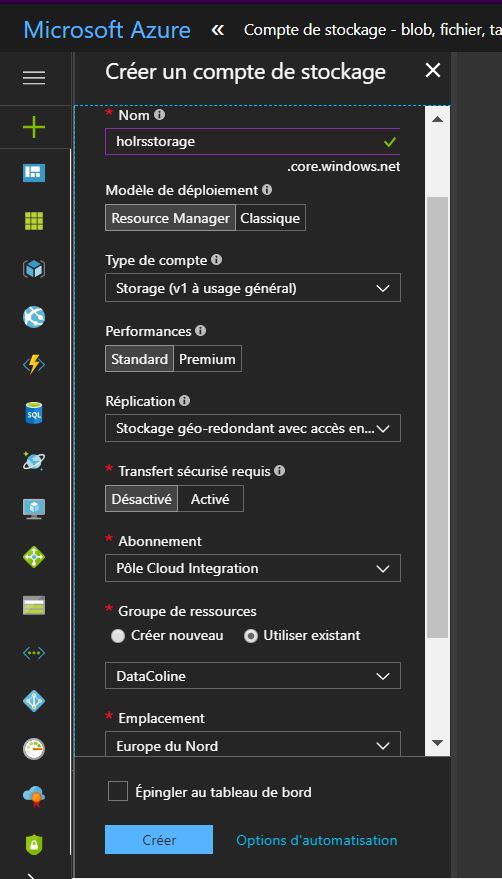 Microsoft Azure « Compte de stockage - blob, fichier, ta
Créer un compte de stockage
* Nom
holrsstorage
.core.windows.net
Modèle de déploiement
Resource Manager Classique
Type de compte
Storage (v1 à usage général)
Performances
Standard Premium
Réplication
Stockage géo-redondant avec accès en...
* Transfert sécurisé requis
Désactivé Activé
* Abonnement
Pôle Cloud Integration
* Groupe de ressources
Créer nouveau Utiliser existant
DataColine
* Emplacement
Europe du Nord
Épingler au tableau de bord
Créer Options d'automatisation
SQL